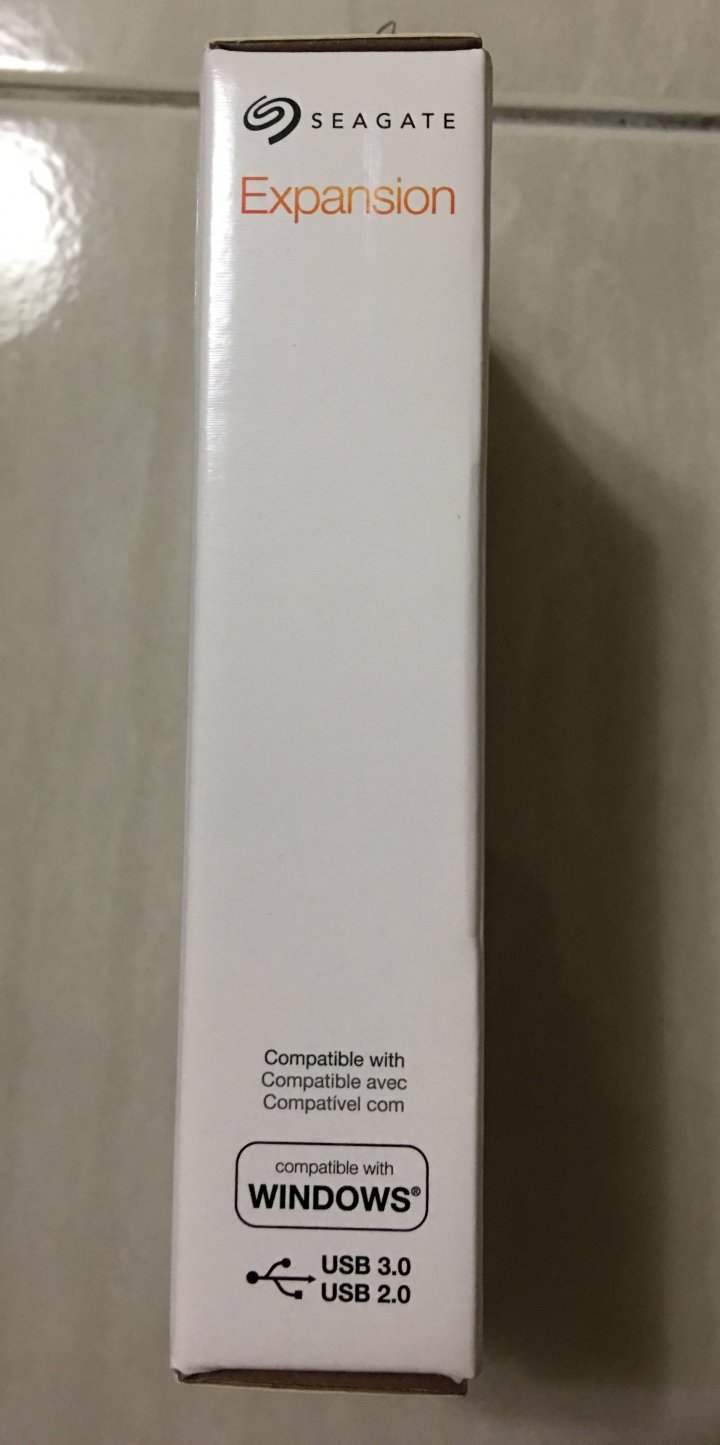 SEAGATE
Expansion
Compatible with
Compatible avec
Compatível com
compatible with
WINDOWS®
USB 3.0
USB 2.0